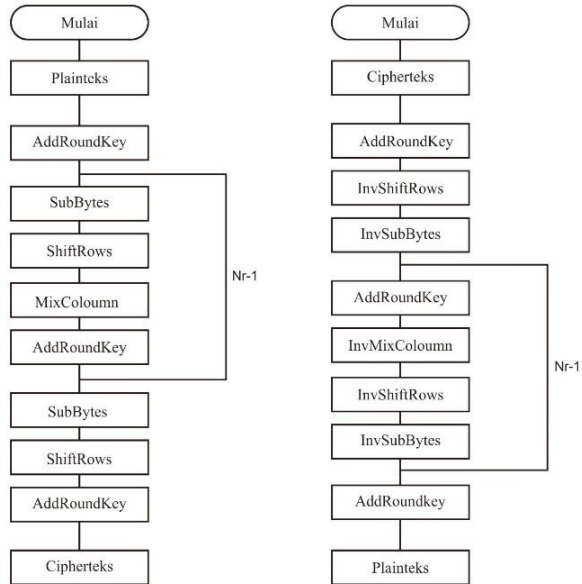 Mulai
Plainteks
AddRoundKey
SubBytes
ShiftRows
MixColoumn
AddRoundKey
Nr-1
SubBytes
ShiftRows
AddRoundKey
Cipherteks
Mulai
Cipherteks
AddRoundKey
InvShiftRows
InvSubBytes
AddRoundKey
InvMixColoumn
InvShiftRows
InvSubBytes
Nr-1
AddRoundkey
Plainteks